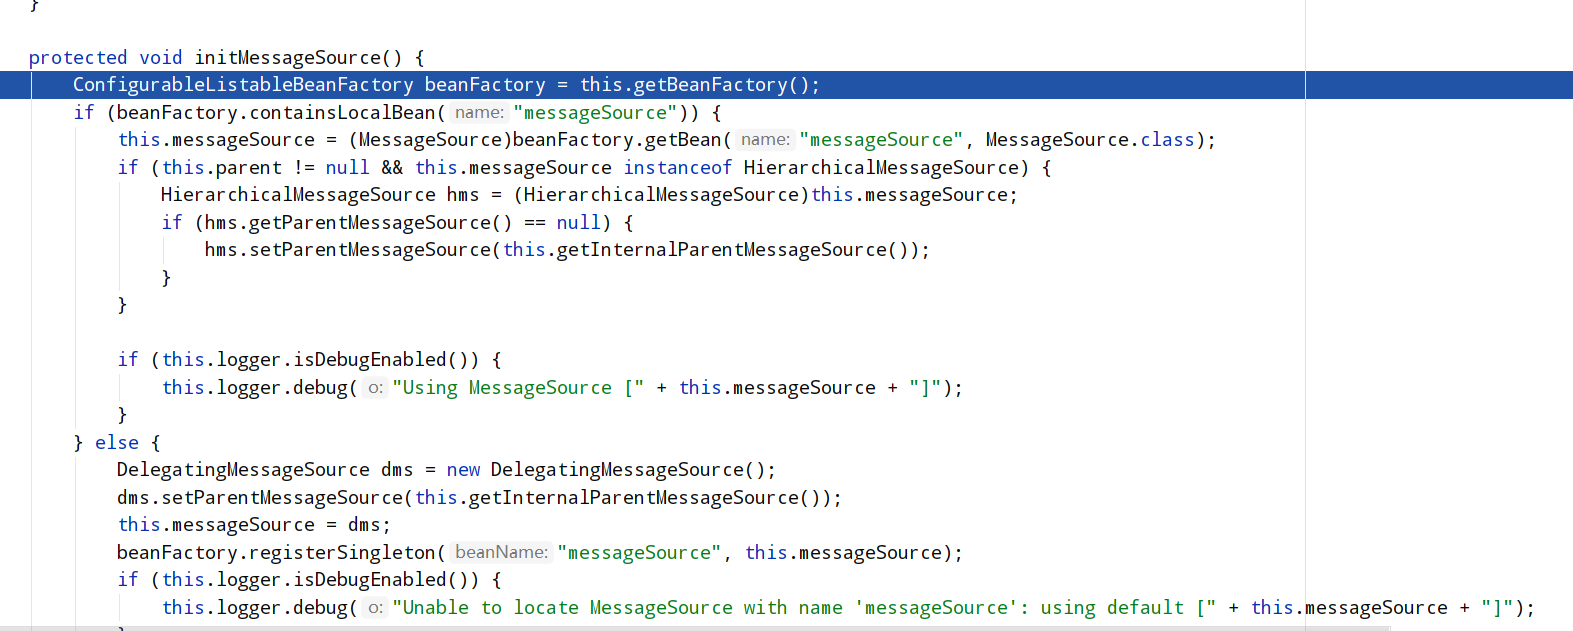 }
protected void initMessageSource() {
ConfigurableListableBeanFactory beanFactory = this.getBeanFactory();
if (beanFactory.containsLocalBean( name: "messageSource")) {
this.messageSource = (MessageSource)beanFactory.getBean( name: "messageSource", MessageSource.class);
if (this.parent != null && this.messageSource instanceof HierarchicalMessageSource) {
HierarchicalMessageSource hms = (HierarchicalMessageSource)this.messageSource;
if (hms.getParentMessageSource() == null) {
hms.setParentMessageSource(this.getInternalParentMessageSource());
}
}
if (this.logger.isDebugEnabled()) {
this.logger.debug( o: "Using MessageSource [" + this.messageSource + "]");
}
} else {
DelegatingMessageSource dms = new DelegatingMessageSource();
dms.setParentMessageSource(this.getInternalParentMessageSource());
this.messageSource = dms;
beanFactory.registerSingleton( beanName: "messageSource", this.messageSource);
if (this.logger.isDebugEnabled()) {
this.logger.debug( o: "Unable to locate MessageSource with name 'messageSource': using default [" + this.messageSource + "]");